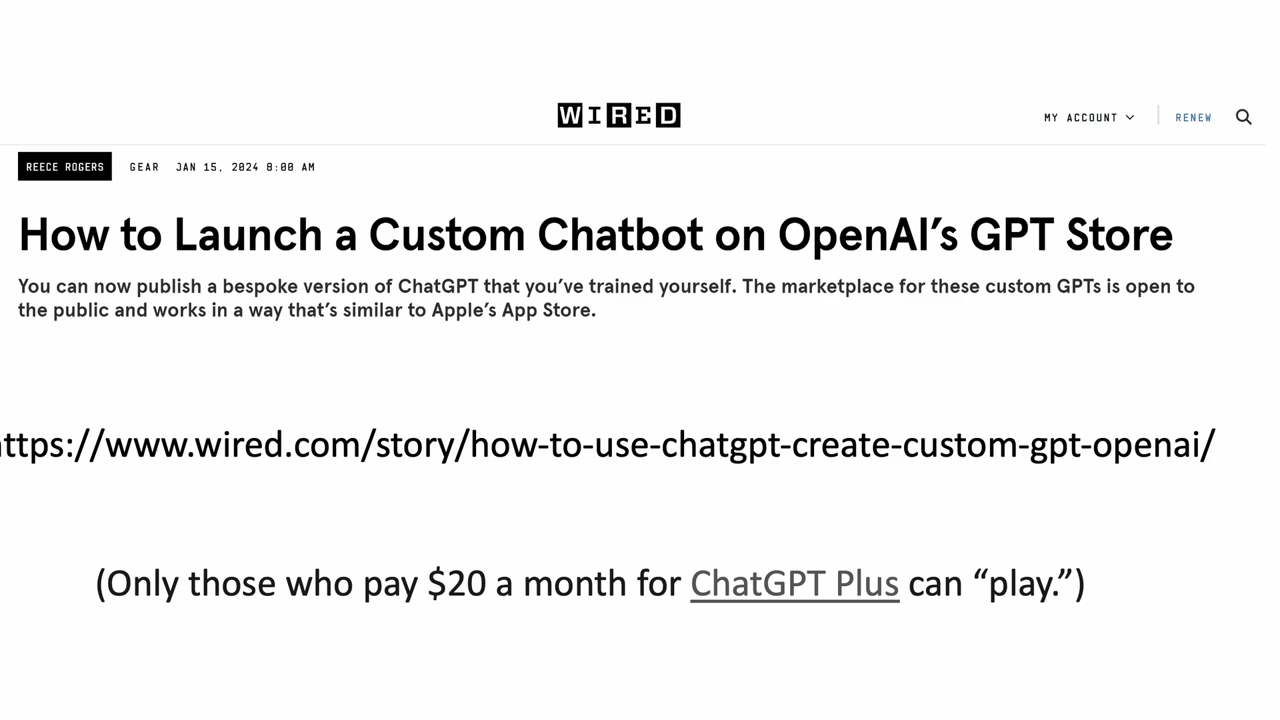 WIRED
MY ACCOUNT
RENEW
REECE ROGERS
GEAR
JAN 15, 2024 8:00 AM
How to Launch a Custom Chatbot on OpenAI’s GPT Store
You can now publish a bespoke version of ChatGPT that you’ve trained yourself. The marketplace for these custom GPTs is open to
the public and works in a way that’s similar to Apple’s App Store.
ttps://www.wired.com/story/how-to-use-chatgpt-create-custom-gpt-openai/
(Only those who pay $20 a month for ChatGPT Plus can “play.”)